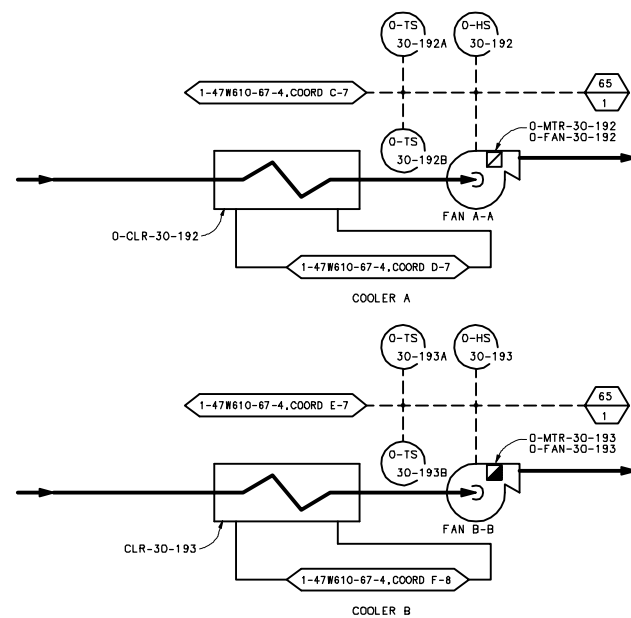 0-TS
30-192A
0-HS
30-192
1-47W610-67-4,COORD C-7
65
1
0-TS
30-192B
0-MTR-30-192
0-FAN-30-192
FAN A-A
0-CLR-30-192
1-47W610-67-4,COORD D-7
COOLER A
0-TS
30-193A
0-HS
30-193
1-47W610-67-4,COORD E-7
65
1
0-TS
30-193B
0-MTR-30-193
0-FAN-30-193
FAN B-B
CLR-30-193
1-47W610-67-4,COORD F-8
COOLER B